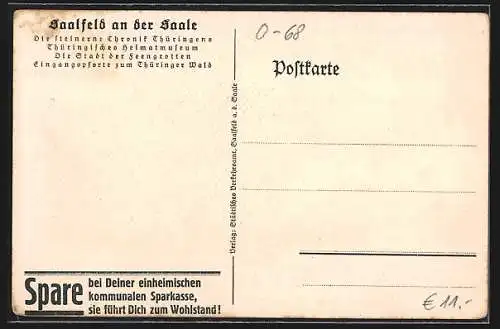 Saalfeld an der Saale
Die steinerne Chronik Thüringens
Thüringisches Heimatmuseum
Die Stadt der Feengrotten
Eingangspforte zum Thüringer Wald
0-68
Postkarte
Verlag: Städtisches Verkehrsamt, Saalfeld a. d. Saale
Spare
bei Deiner einheimischen
kommunalen Sparkasse,
sie führt Dich zum Wohlstand!
€ 11.-